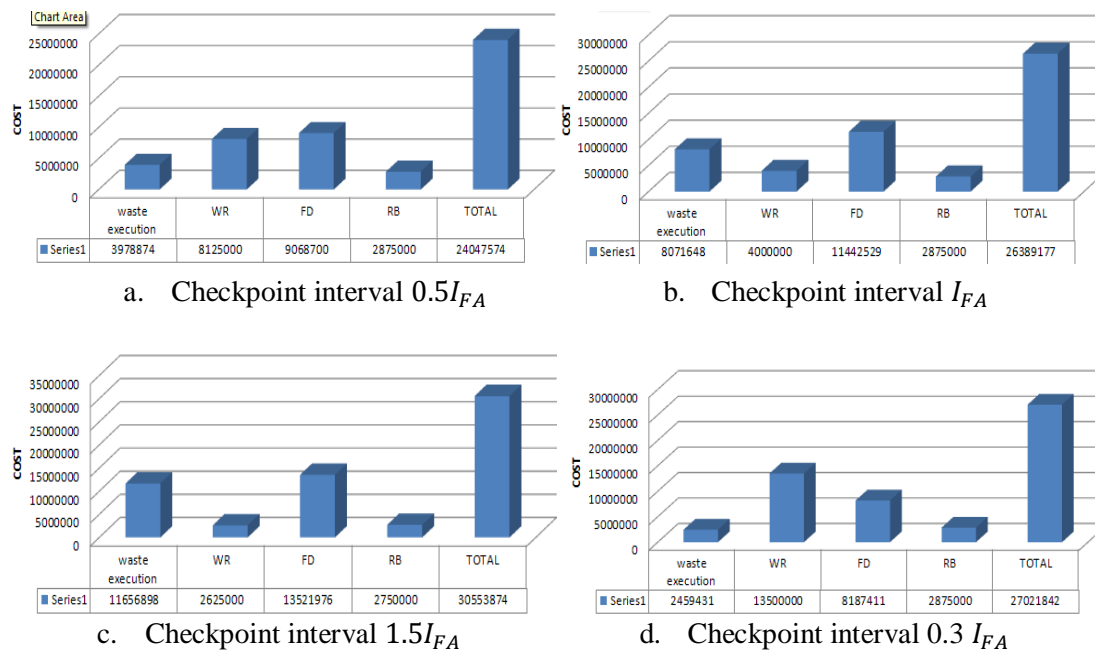 Chart Area
25000000
20000000
15000000
10000000
5000000
0
COST
waste execution WR FD RB TOTAL
Series1 3978874 8125000 9068700 2875000 24047574
a. Checkpoint interval 0.5I_FA
30000000
25000000
20000000
15000000
10000000
5000000
0
COST
waste execution WR FD RB TOTAL
Series1 8071648 4000000 11442529 2875000 26389177
b. Checkpoint interval I_FA
35000000
30000000
25000000
20000000
15000000
10000000
5000000
0
COST
waste execution WR FD RB TOTAL
Series1 11656898 2625000 13521976 2750000 30553874
c. Checkpoint interval 1.5I_FA
30000000
25000000
20000000
15000000
10000000
5000000
0
COST
waste execution WR FD RB TOTAL
Series1 2459431 13500000 8187411 2875000 27021842
d. Checkpoint interval 0.3 I_FA